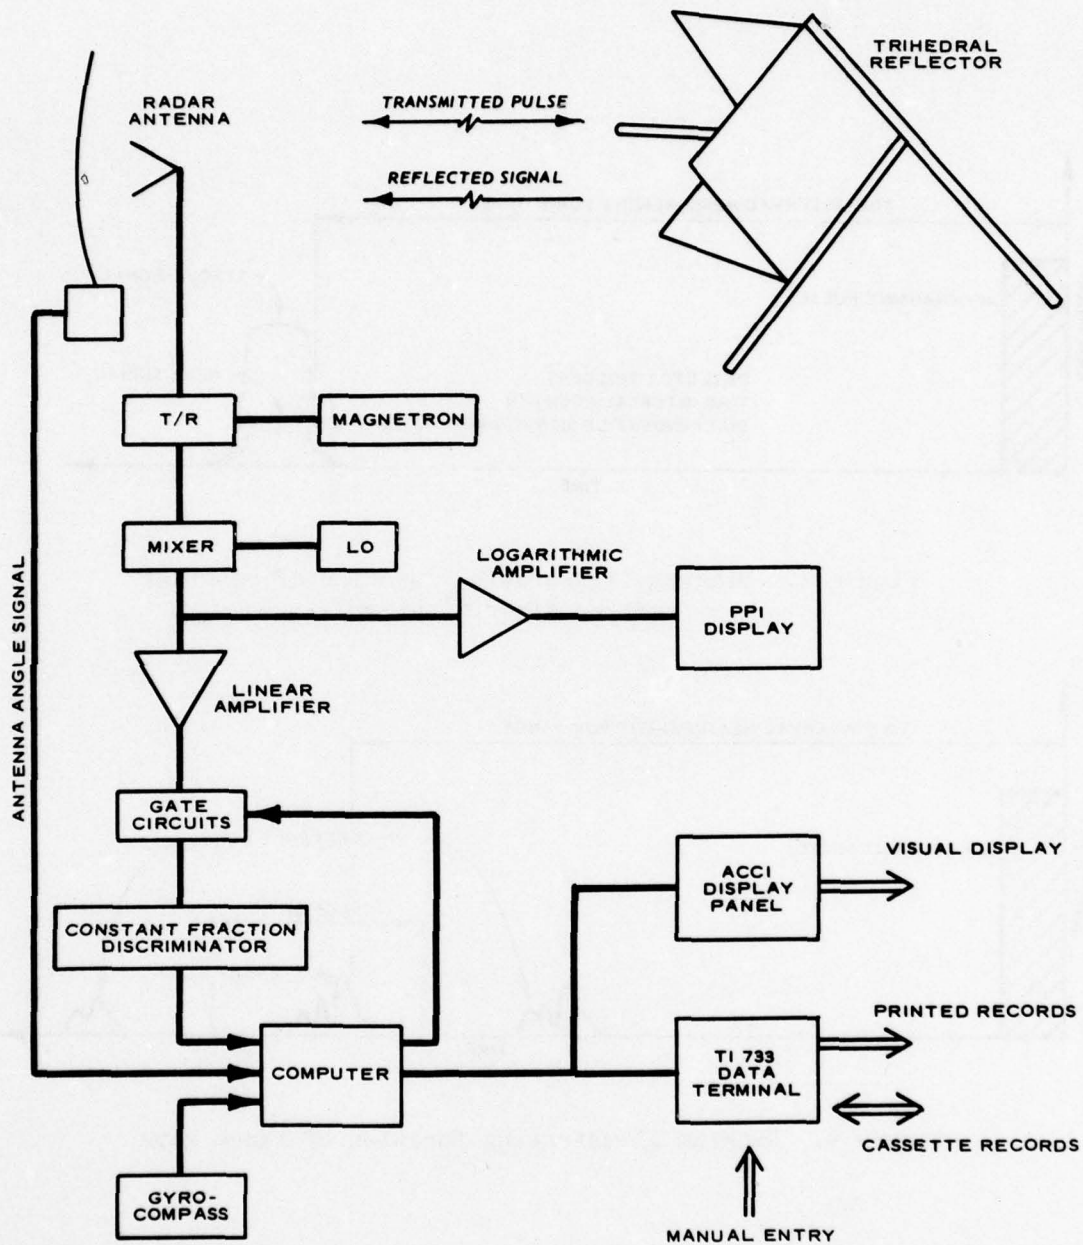 TRIHEDRAL
REFLECTOR
RADAR
ANTENNA
TRANSMITTED PULSE
REFLECTED SIGNAL
T/R
MAGNETRON
MIXER
LO
LOGARITHMIC
AMPLIFIER
PPI
DISPLAY
ANTENNA ANGLE SIGNAL
LINEAR
AMPLIFIER
GATE
CIRCUITS
ACCI
DISPLAY
PANEL
VISUAL DISPLAY
CONSTANT FRACTION
DISCRIMINATOR
COMPUTER
TI 733
DATA
TERMINAL
PRINTED RECORDS
CASSETTE RECORDS
GYRO-
COMPASS
MANUAL ENTRY